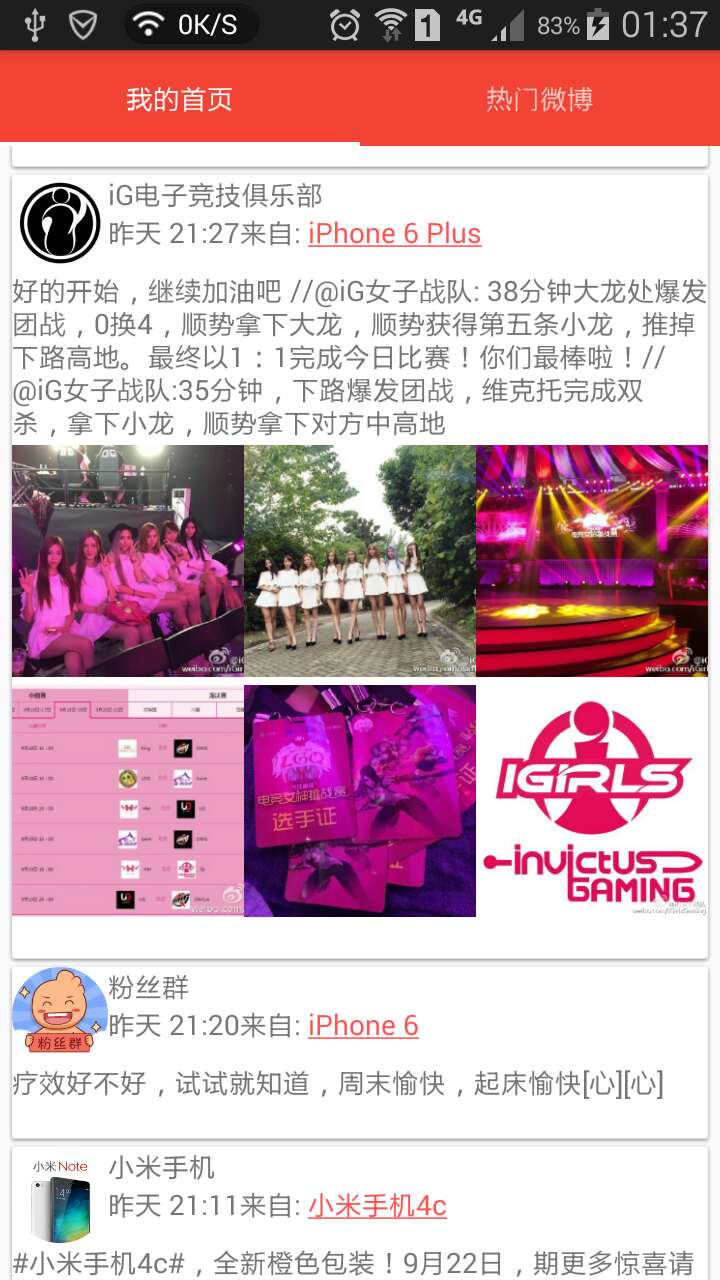 0K/S
1
4G
83%
01:37
我的首页
热门微博
iG电子竞技俱乐部
昨天 21:27来自: iPhone 6 Plus
好的开始，继续加油吧 //@iG女子战队: 38分钟大龙处爆发
团战，0换4，顺势拿下大龙，顺势获得第五条小龙，推掉
下路高地。最终以1：1完成今日比赛！你们最棒啦！//
@iG女子战队:35分钟，下路爆发团战，维克托完成双
杀，拿下小龙，顺势拿下对方中高地
电竞女神挑战赛
选手证
IGIRLS
INVICTUS
GAMING
粉丝群
粉丝群
昨天 21:20来自: iPhone 6
疗效好不好，试试就知道，周末愉快，起床愉快[心][心]
小米Note
小米手机
昨天 21:11来自: 小米手机4c
#小米手机4c#，全新橙色包装！9月22日，期更多惊喜请